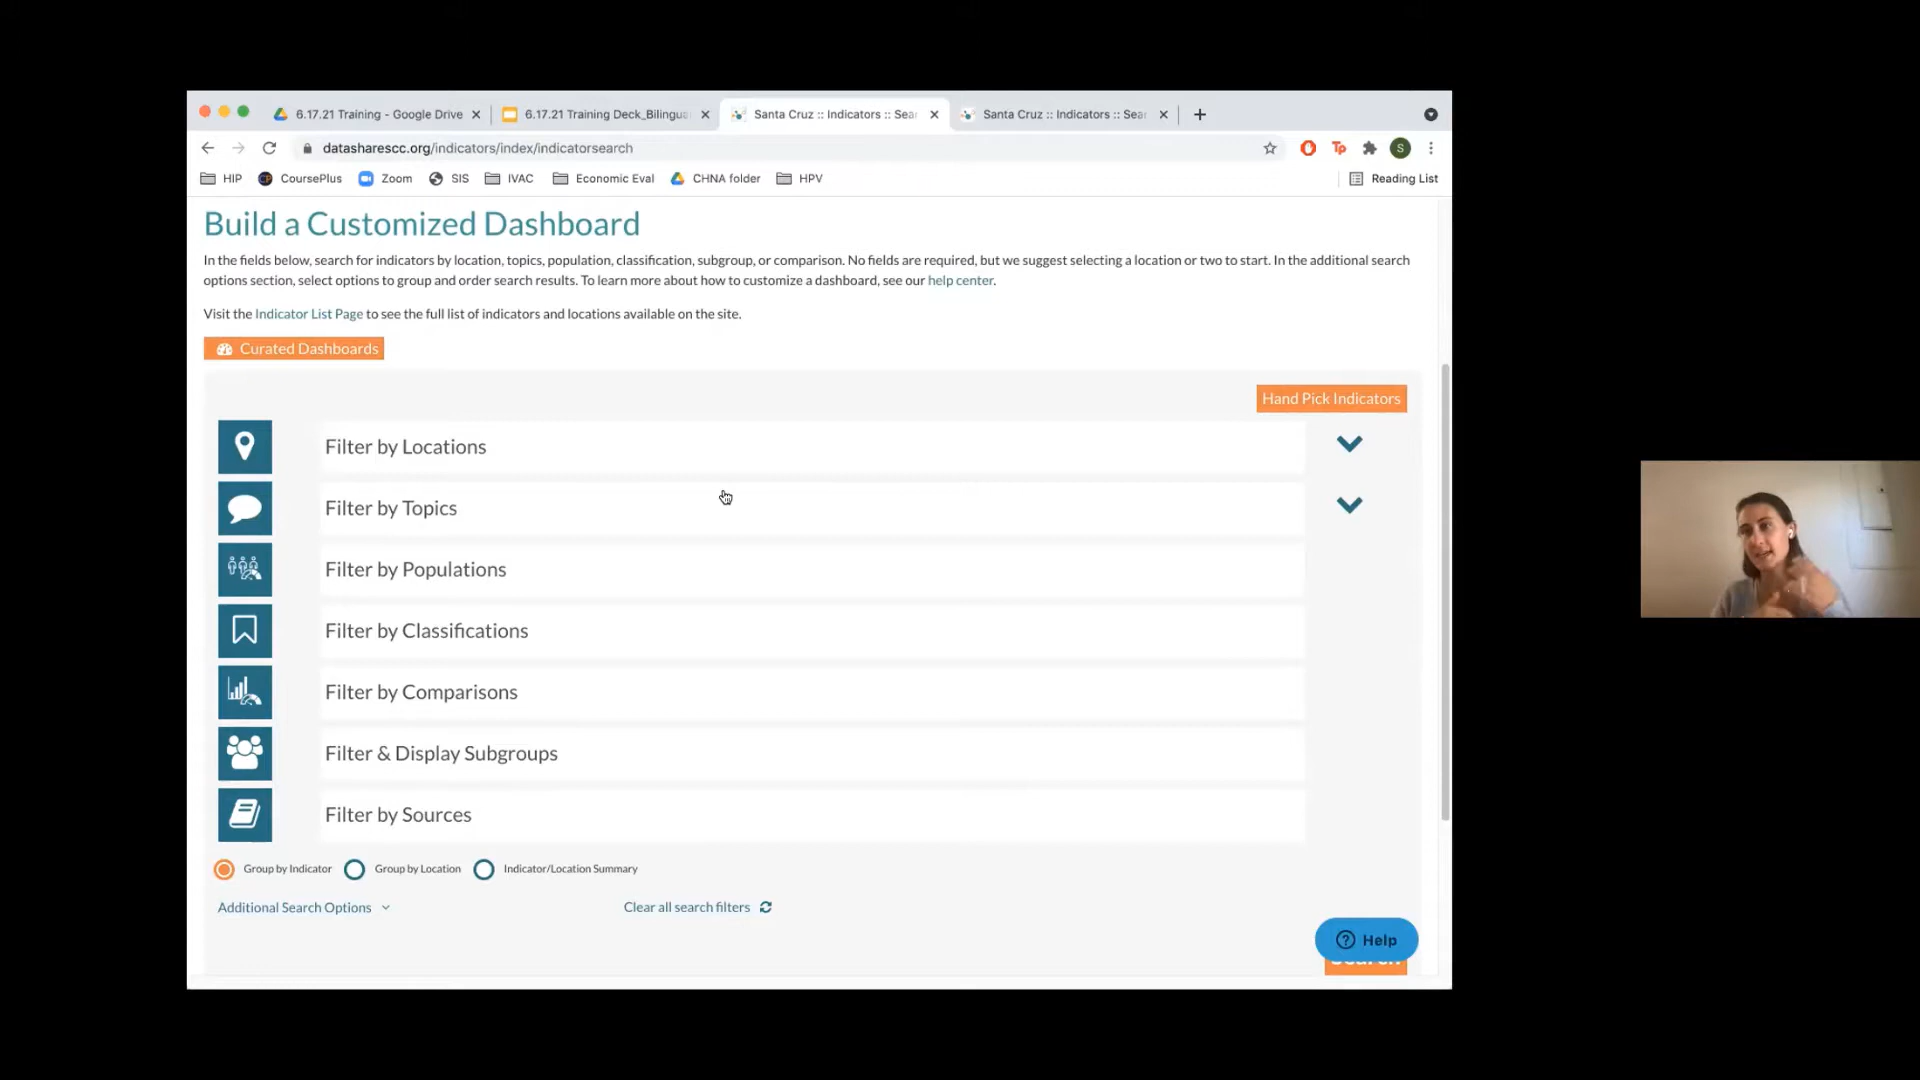 6.17.21 Training - Google Drive
6.17.21 Training Deck_Bilingua
Santa Cruz :: Indicators :: Sea
Santa Cruz :: Indicators :: Sea
datasharescc.org/indicators/index/indicatorsearch
Tp
S
HIP
CP
CoursePlus
Zoom
SIS
IVAC
Economic Eval
CHNA folder
HPV
Reading List
Build a Customized Dashboard
In the fields below, search for indicators by location, topics, population, classification, subgroup, or comparison. No fields are required, but we suggest selecting a location or two to start. In the additional search
options section, select options to group and order search results. To learn more about how to customize a dashboard, see our help center.
Visit the Indicator List Page to see the full list of indicators and locations available on the site.
Curated Dashboards
Hand Pick Indicators
Filter by Locations
Filter by Topics
Filter by Populations
Filter by Classifications
Filter by Comparisons
Filter & Display Subgroups
Filter by Sources
Group by Indicator
Group by Location
Indicator/Location Summary
Additional Search Options
Clear all search filters
Help
Search